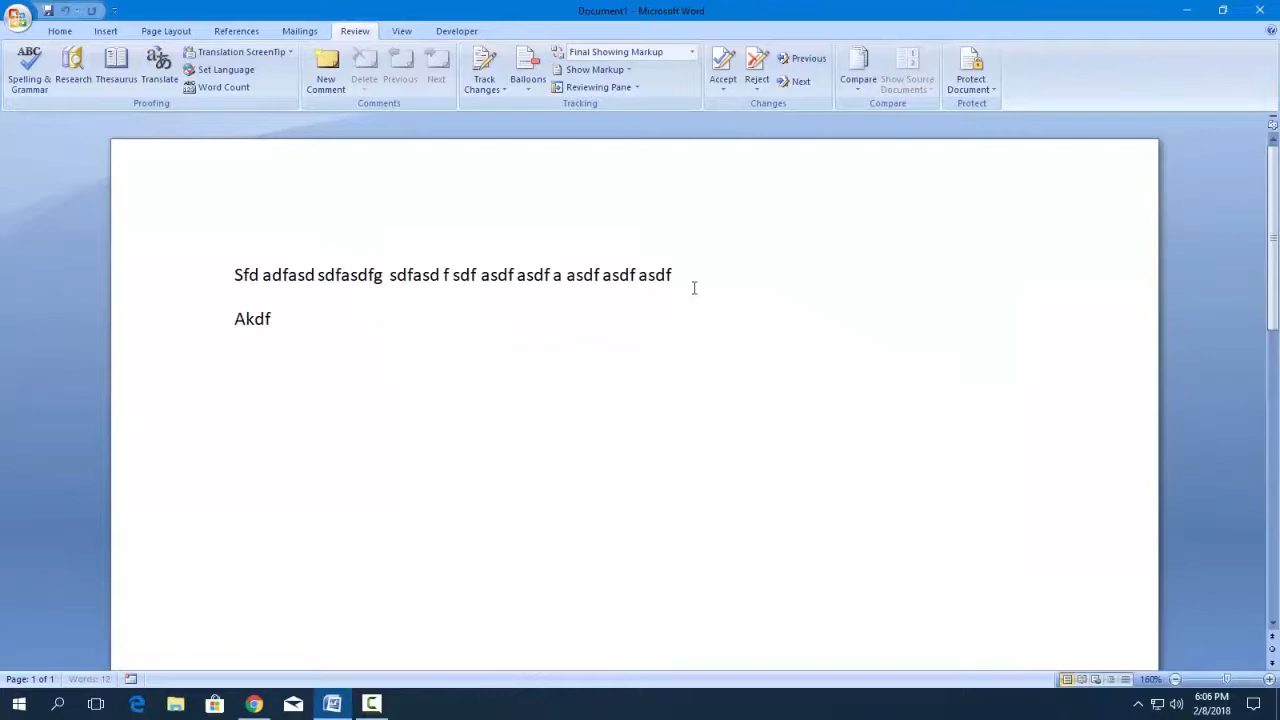 Document1 - Microsoft Word
Home Insert Page Layout References Mailings Review View Developer
ABC Translation ScreenTip Final Showing Markup Previous
Set Language Show Markup
Spelling & Grammar Research Thesaurus Translate Word Count New Comment Delete Previous Next Track Changes Balloons Reviewing Pane Accept Reject Next Compare Show Source Documents Protect Document
Proofing Comments Tracking Changes Compare Protect
Sfd adfasd sdfasdfg sdfasd f sdf asdf asdf a asdf asdf asdf
Akdf
Page: 1 of 1 Words: 12 160%
6:06 PM
2/8/2018